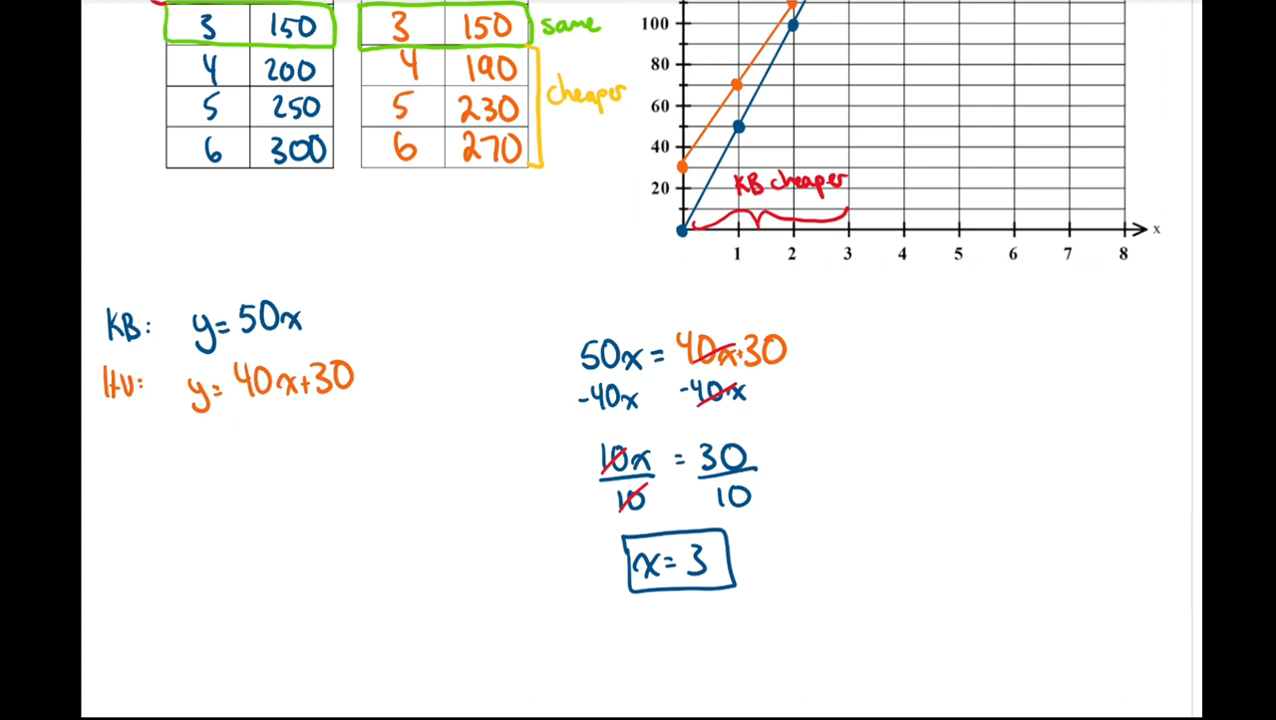 3 150 3 150 same
4 200 4 190
cheaper
5 250 5 230
6 300 6 270
100
80
60
40
20
KB cheaper
x
1 2 3 4 5 6 7 8
KB: y=50x
HV: y=40x+30
50x = 40x+30
-40x -40x
10x = 30
10 10
x=3